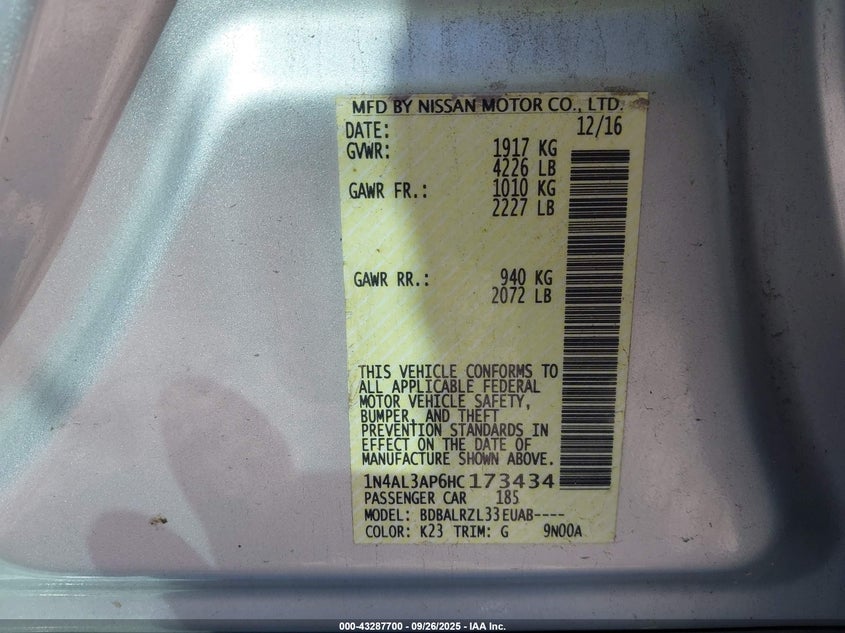 MFD BY NISSAN MOTOR CO., LTD.
DATE: 12/16
GVWR: 1917 KG
4226 LB
GAWR FR.: 1010 KG
2227 LB
GAWR RR.: 940 KG
2072 LB
THIS VEHICLE CONFORMS TO
ALL APPLICABLE FEDERAL
MOTOR VEHICLE SAFETY,
BUMPER, AND THEFT
PREVENTION STANDARDS IN
EFFECT ON THE DATE OF
MANUFACTURE SHOWN ABOVE.
1N4AL3AP6HC173434
PASSENGER CAR 185
MODEL: BDBALRZL33EUAB----
COLOR: K23 TRIM: G 9N00A
000-43287700 - 09/26/2025 - IAA Inc.